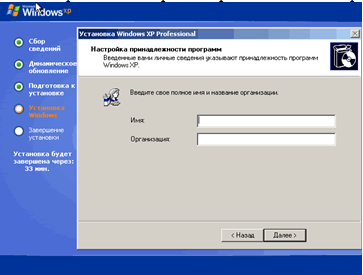 Windows xp
Сбор
сведений
Динамическое
обновление
Подготовка к
установке
Установка
Windows
Завершение
установки
Установка будет
завершена через:
33 мин.
Установка Windows XP Professional
Настройка принадлежности программ
Введенные вами личные сведения указывают принадлежность программ
Windows XP.
Введите свое полное имя и название организации.
Имя:
Организация:
< Назад
Далее >